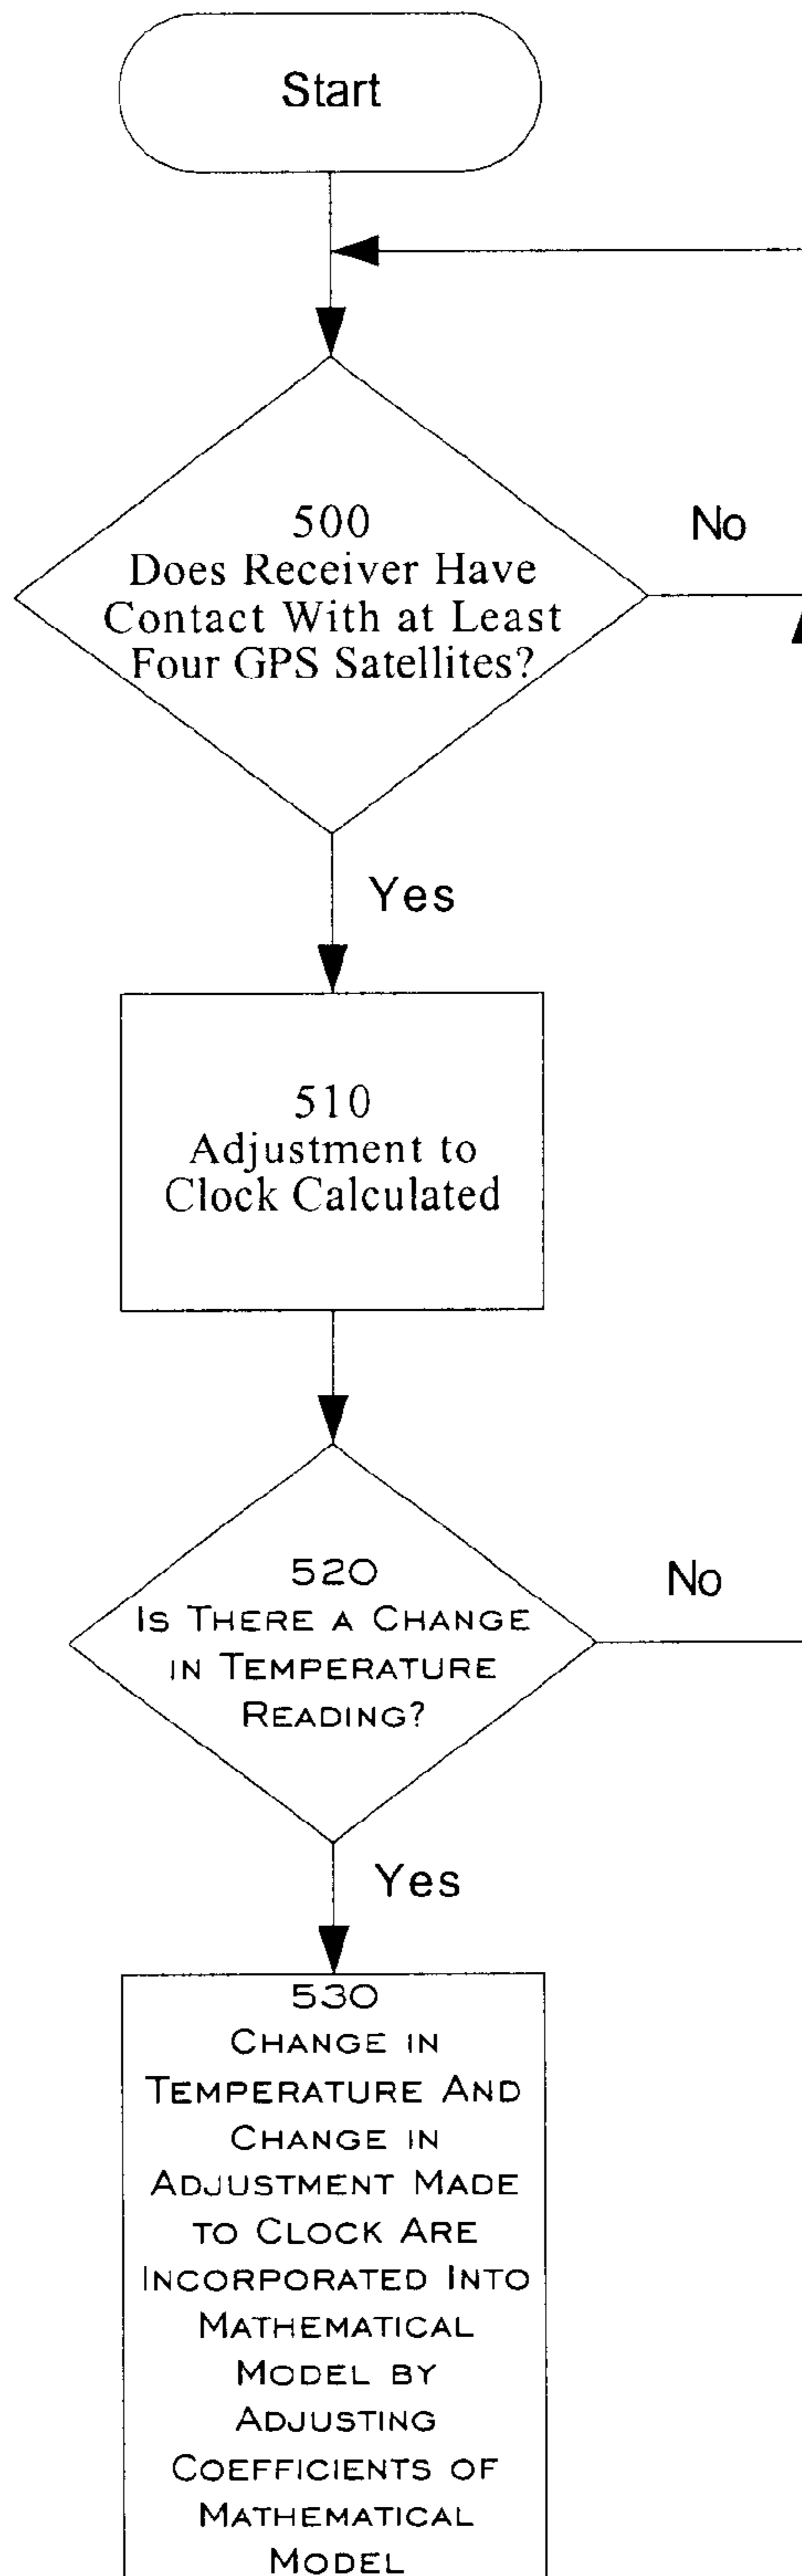 Start
500
Does Receiver Have
Contact With at Least
Four GPS Satellites?
No
Yes
510
Adjustment to
Clock Calculated
520
Is There a Change
in Temperature
Reading?
No
Yes
530
Change in
Temperature And
Change in
Adjustment Made
to Clock Are
Incorporated Into
Mathematical
Model by
Adjusting
Coefficients of
Mathematical
Model